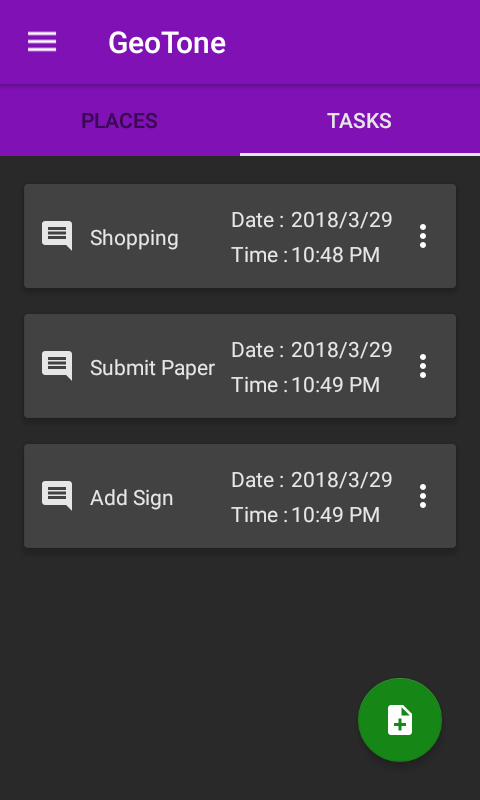 GeoTone
PLACES
TASKS
Shopping
Date : 2018/3/29
Time : 10:48 PM
Submit Paper
Date : 2018/3/29
Time : 10:49 PM
Add Sign
Date : 2018/3/29
Time : 10:49 PM